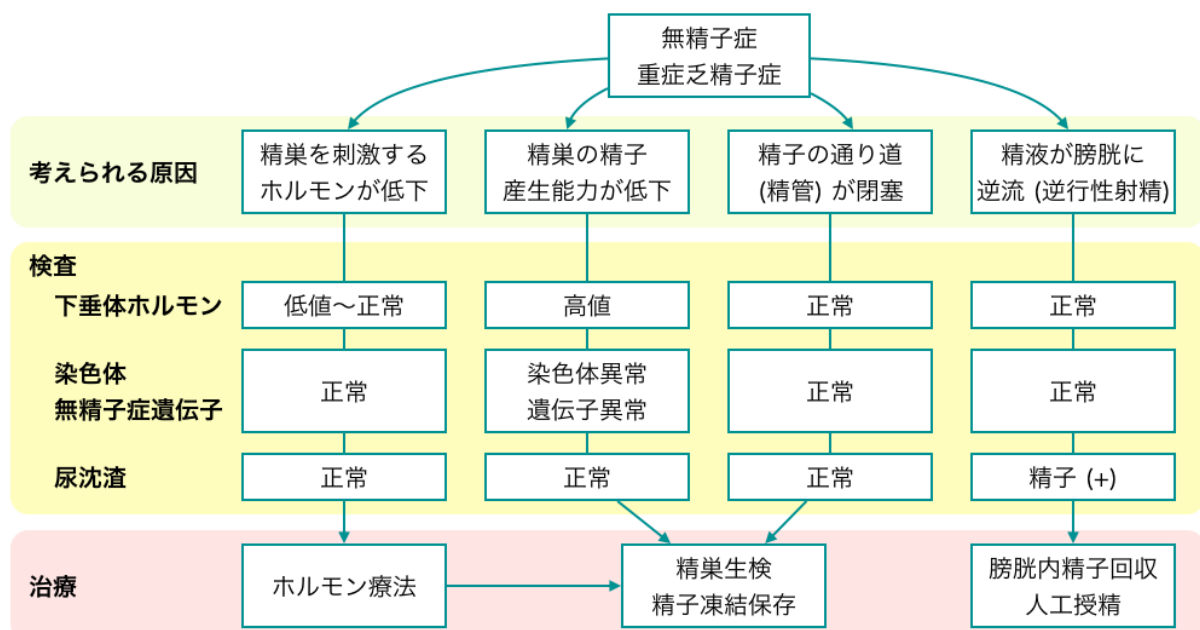 無精子症
重症乏精子症
考えられる原因
精巣を刺激する
ホルモンが低下
精巣の精子
産生能力が低下
精子の通り道
(精管) が閉塞
精液が膀胱に
逆流 (逆行性射精)
検査
下垂体ホルモン
低値〜正常
高値
正常
正常
染色体
無精子症遺伝子
正常
染色体異常
遺伝子異常
正常
正常
尿沈渣
正常
正常
正常
精子 (+)
治療
ホルモン療法
精巣生検
精子凍結保存
膀胱内精子回収
人工授精